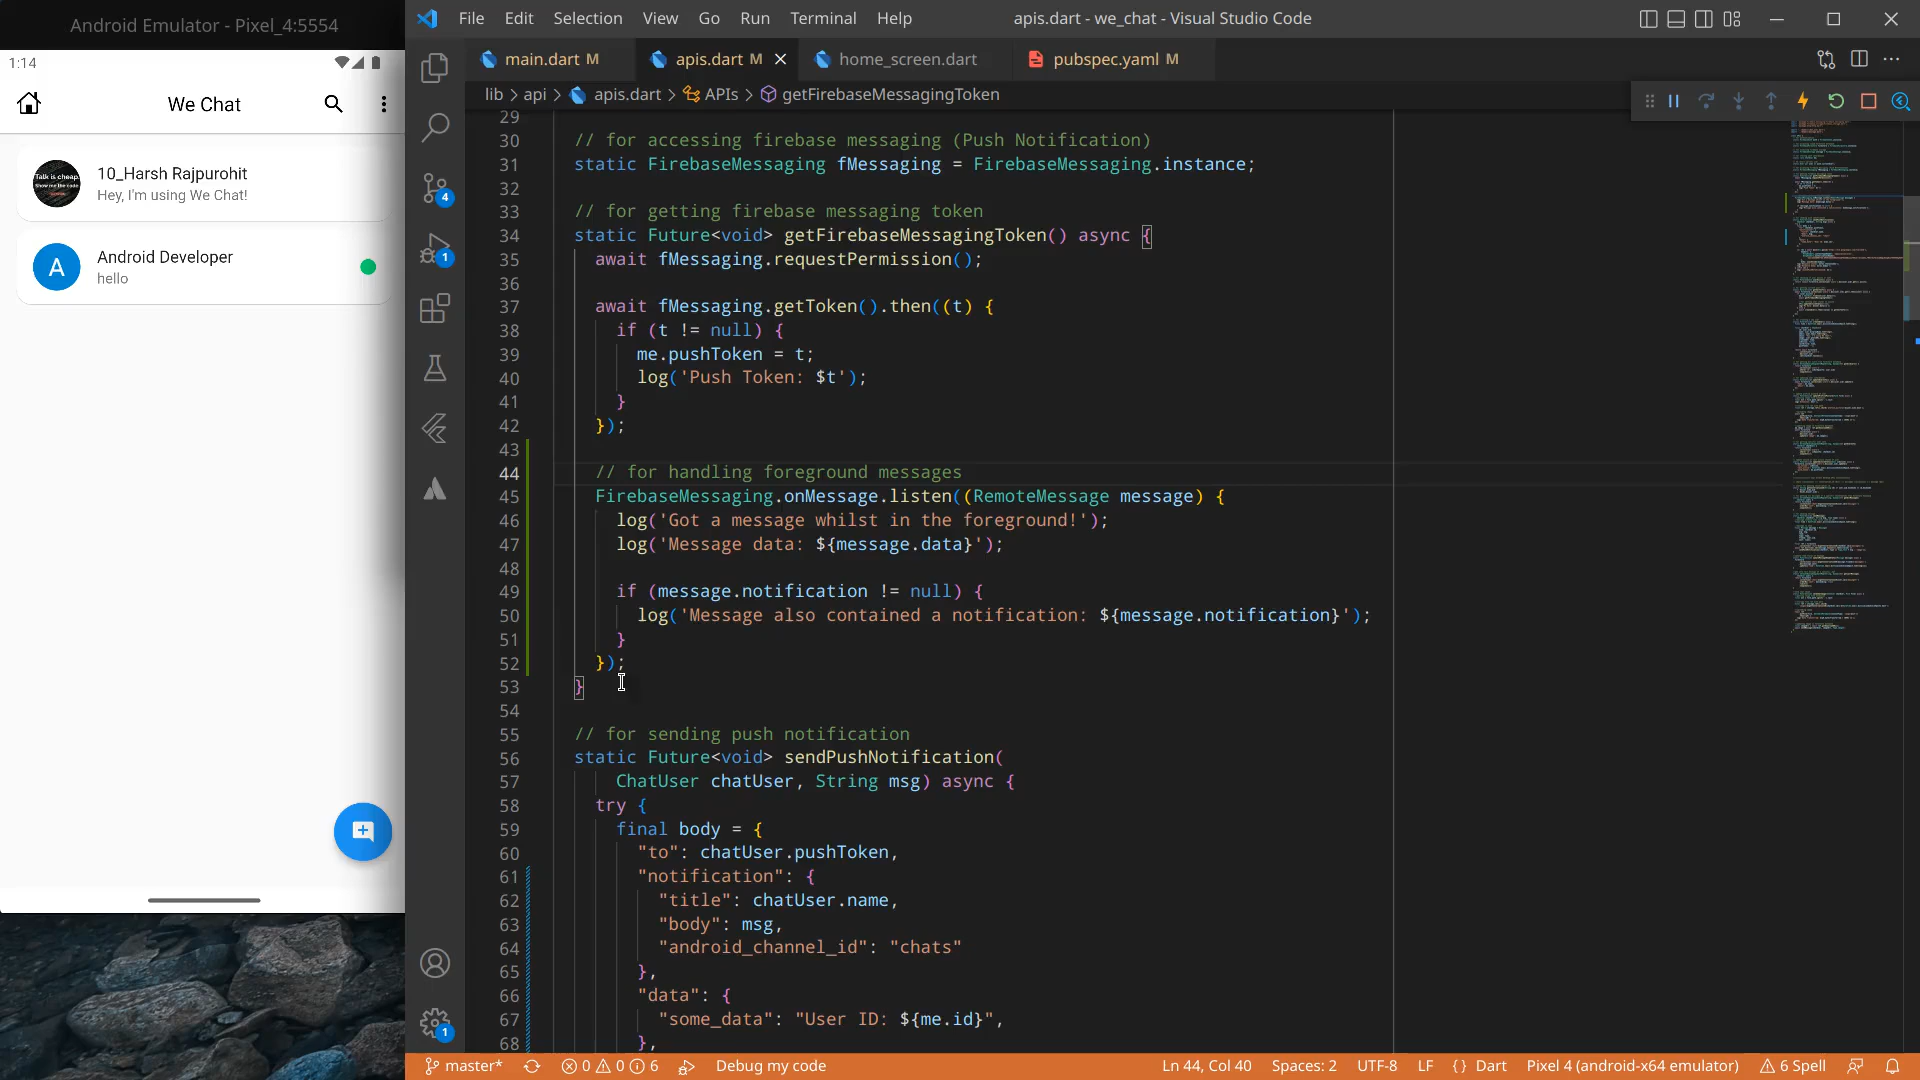 Android Emulator - Pixel_4:5554
1:14
We Chat
Talk is cheap.
Show me the code.
10_Harsh Rajpurohit
Hey, I'm using We Chat!
A
Android Developer
hello
File Edit Selection View Go Run Terminal Help
apis.dart - we_chat - Visual Studio Code
main.dart M
apis.dart M
home_screen.dart
pubspec.yaml M
lib > api > apis.dart > APIs > getFirebaseMessagingToken
4
1
1
29
30 // for accessing firebase messaging (Push Notification)
31 static FirebaseMessaging fMessaging = FirebaseMessaging.instance;
32
33 // for getting firebase messaging token
34 static Future<void> getFirebaseMessagingToken() async {
35 await fMessaging.requestPermission();
36
37 await fMessaging.getToken().then((t) {
38 if (t != null) {
39 me.pushToken = t;
40 log('Push Token: $t');
41 }
42 });
43
44 // for handling foreground messages
45 FirebaseMessaging.onMessage.listen((RemoteMessage message) {
46 log('Got a message whilst in the foreground!');
47 log('Message data: ${message.data}');
48
49 if (message.notification != null) {
50 log('Message also contained a notification: ${message.notification}');
51 }
52 });
53 }
54
55 // for sending push notification
56 static Future<void> sendPushNotification(
57 ChatUser chatUser, String msg) async {
58 try {
59 final body = {
60 "to": chatUser.pushToken,
61 "notification": {
62 "title": chatUser.name,
63 "body": msg,
64 "android_channel_id": "chats"
65 },
66 "data": {
67 "some_data": "User ID: ${me.id}",
68 },
master* 0 0 6 Debug my code Ln 44, Col 40 Spaces: 2 UTF-8 LF {} Dart Pixel 4 (android-x64 emulator) 6 Spell